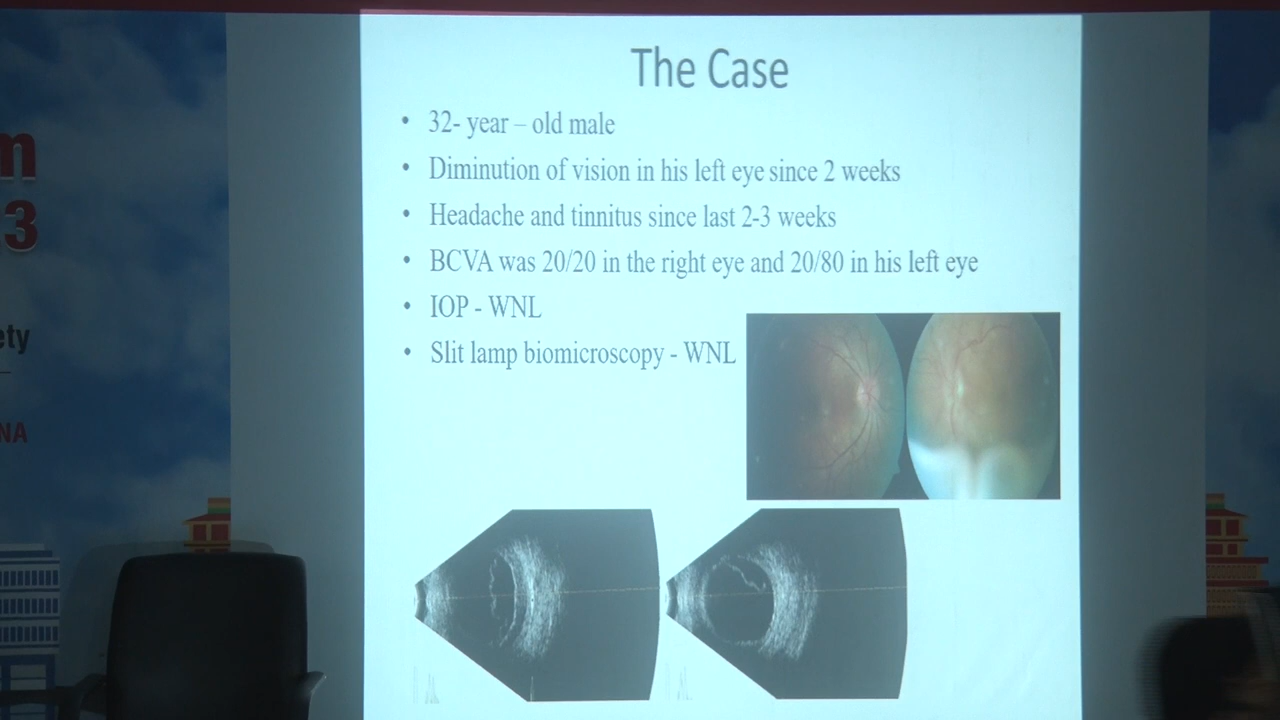 The Case
• 32- year – old male
• Diminution of vision in his left eye since 2 weeks
• Headache and tinnitus since last 2-3 weeks
• BCVA was 20/20 in the right eye and 20/80 in his left eye
• IOP - WNL
• Slit lamp biomicroscopy - WNL
m
3
ety
NA